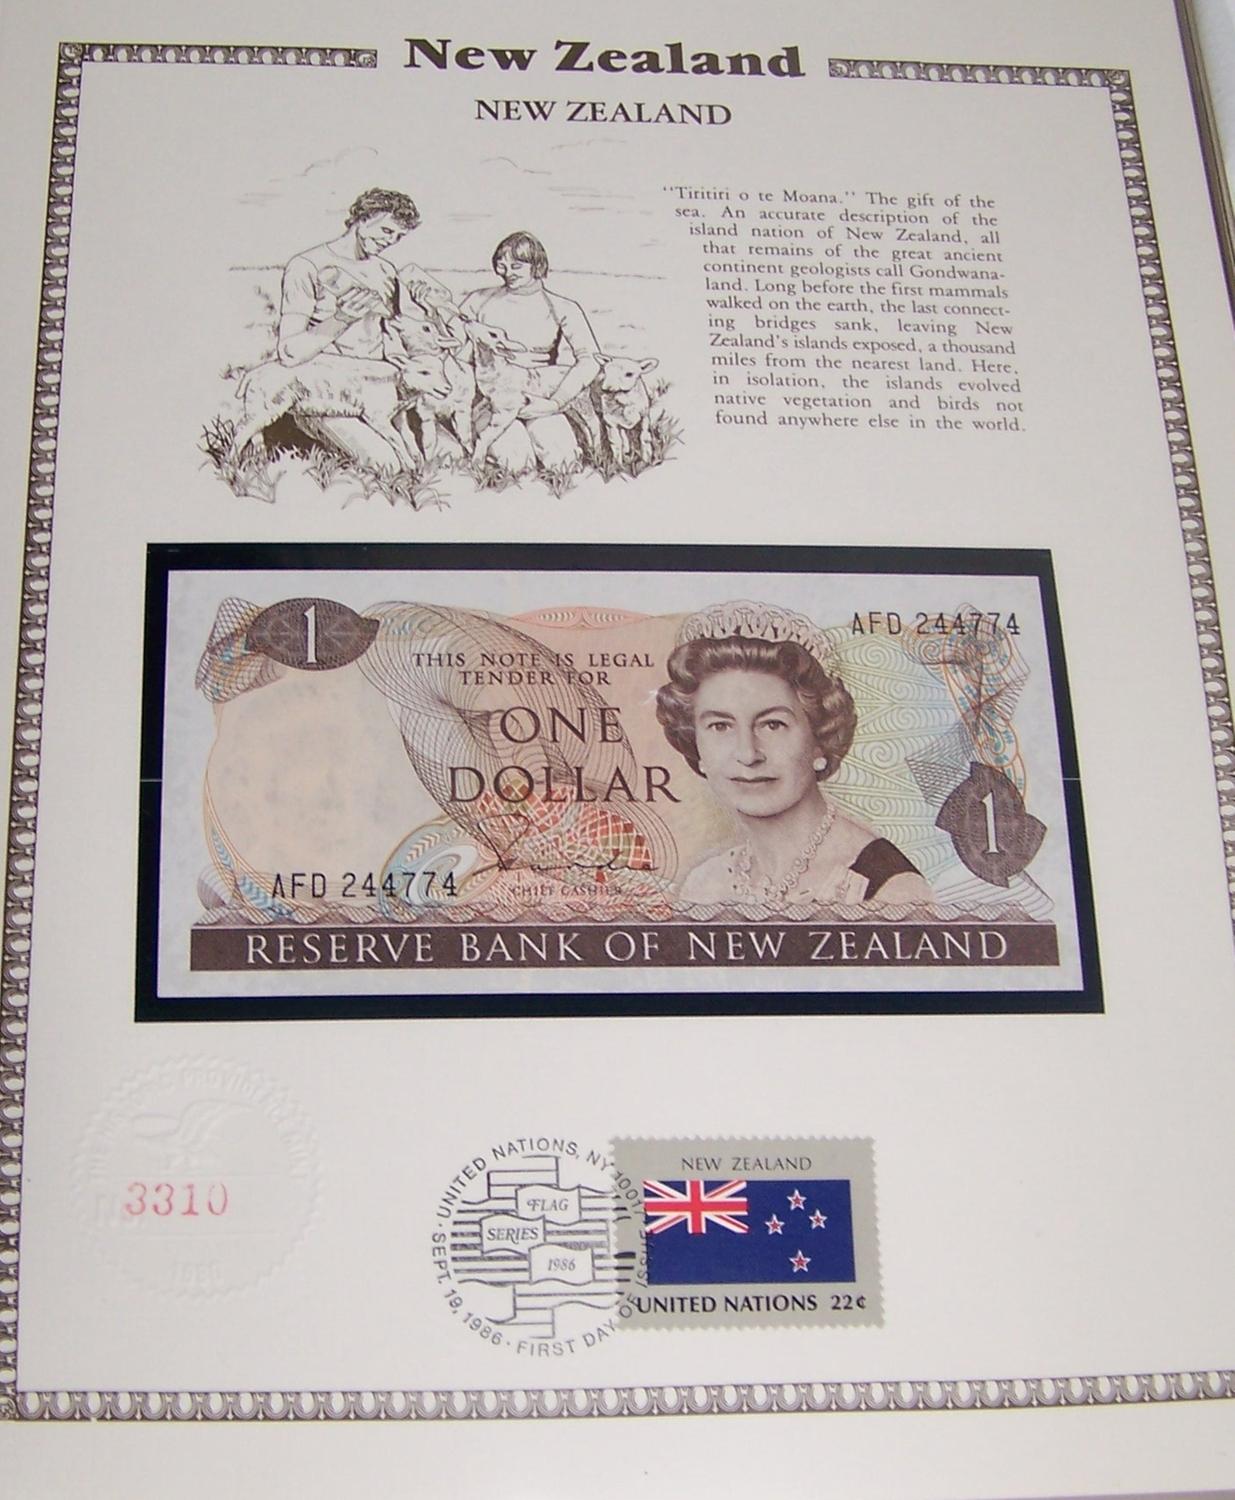 New Zealand
NEW ZEALAND
"Tiritiri o te Moana." The gift of the
sea. An accurate description of the
island nation of New Zealand, all
that remains of the great ancient
continent geologists call Gondwana-
land. Long before the first mammals
walked on the earth, the last connect-
ing bridges sank, leaving New
Zealand's islands exposed, a thousand
miles from the nearest land. Here,
in isolation, the islands evolved
native vegetation and birds not
found anywhere else in the world.
1
AFD 244774
THIS NOTE IS LEGAL
TENDER FOR
ONE
DOLLAR
1
AFD 244774
CHIEF CASHIER
RESERVE BANK OF NEW ZEALAND
3310
UNITED NATIONS, NY 10017
FLAG
SERIES
1986
SEPT. 19, 1986 · FIRST DAY OF ISSUE
NEW ZEALAND
UNITED NATIONS 22¢